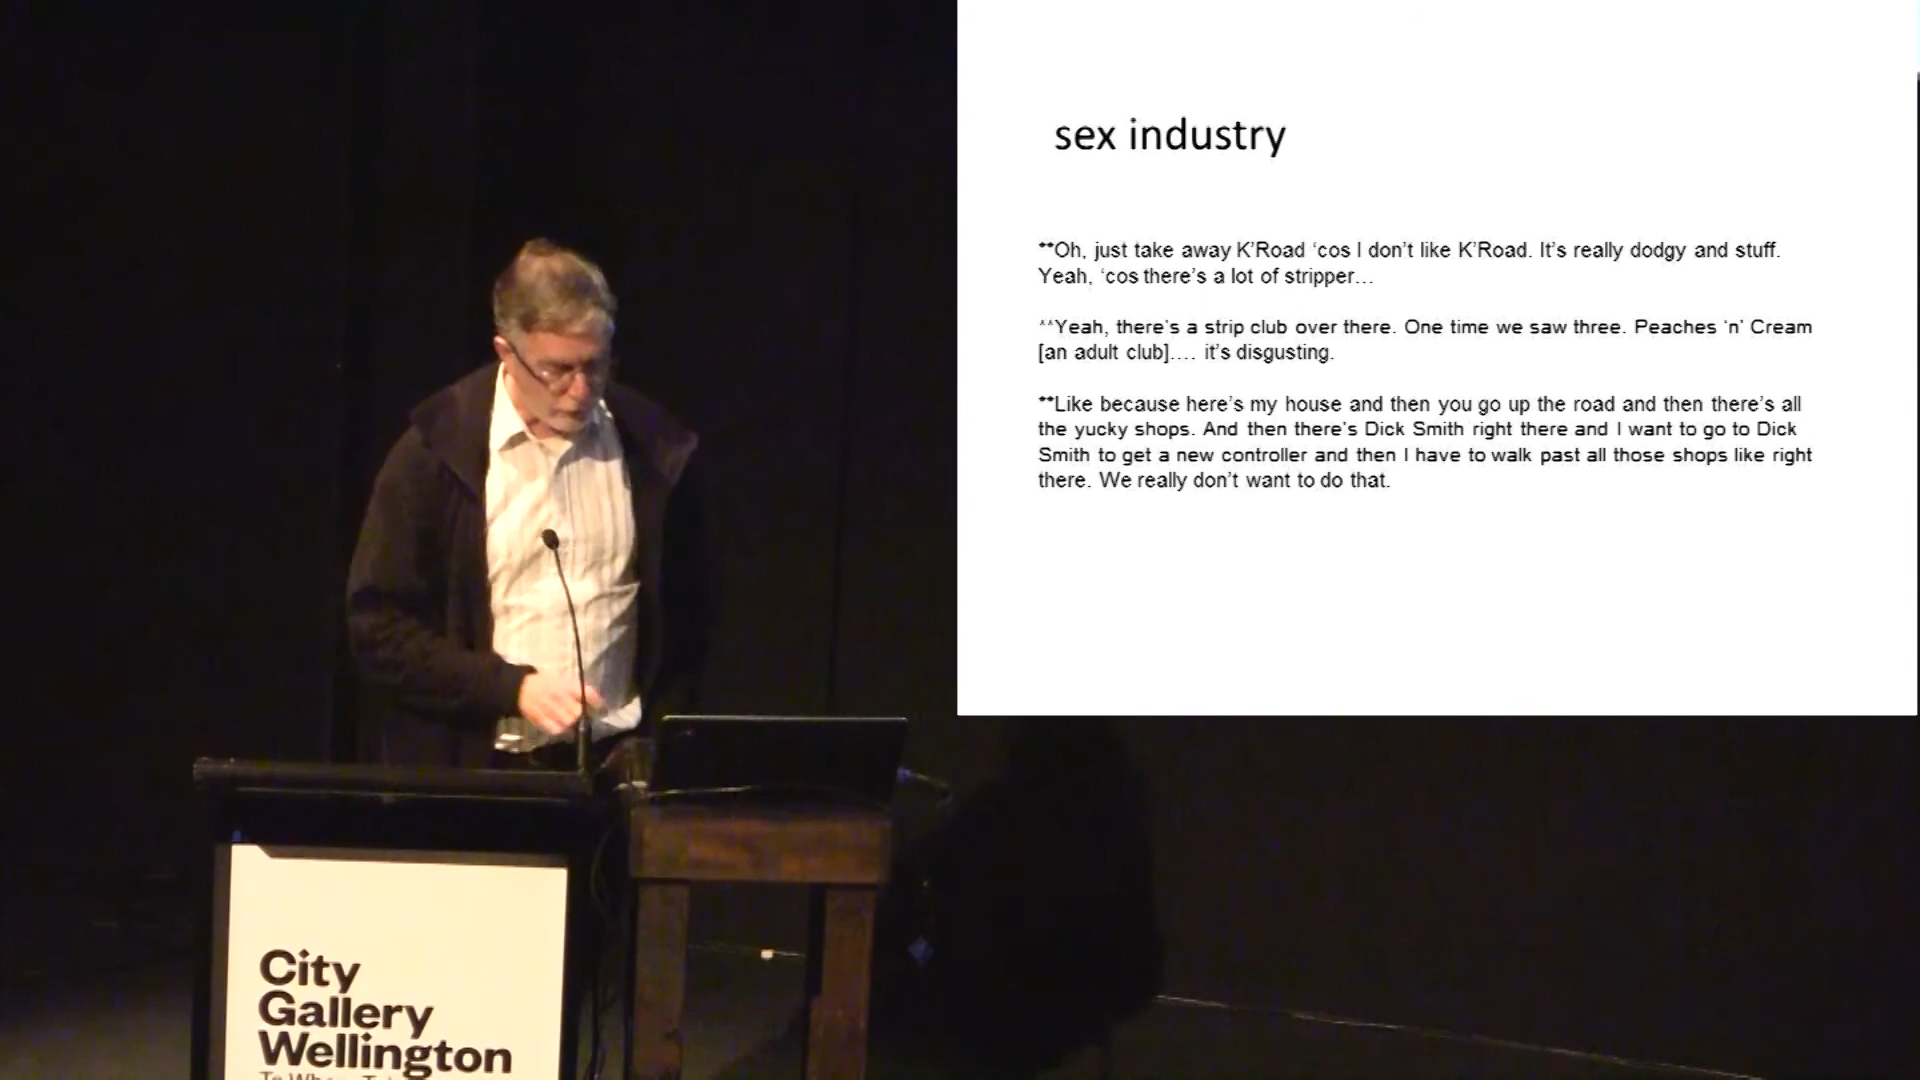 sex industry
**Oh, just take away K’Road ‘cos I don’t like K’Road. It’s really dodgy and stuff.
Yeah, ‘cos there’s a lot of stripper…
^^Yeah, there’s a strip club over there. One time we saw three. Peaches ‘n’ Cream
[an adult club]…. it’s disgusting.
**Like because here’s my house and then you go up the road and then there’s all
the yucky shops. And then there’s Dick Smith right there and I want to go to Dick
Smith to get a new controller and then I have to walk past all those shops like right
there. We really don’t want to do that.
City
Gallery
Wellington